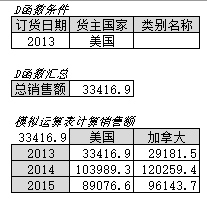 D函数条件
订货日期 货主国家 类别名称
2013 美国
D函数汇总
总销售额 33416.9
模拟运算表计算销售额
33416.9 美国 加拿大
2013 33416.9 29181.5
2014 103989.3 120259.4
2015 89076.6 96143.7